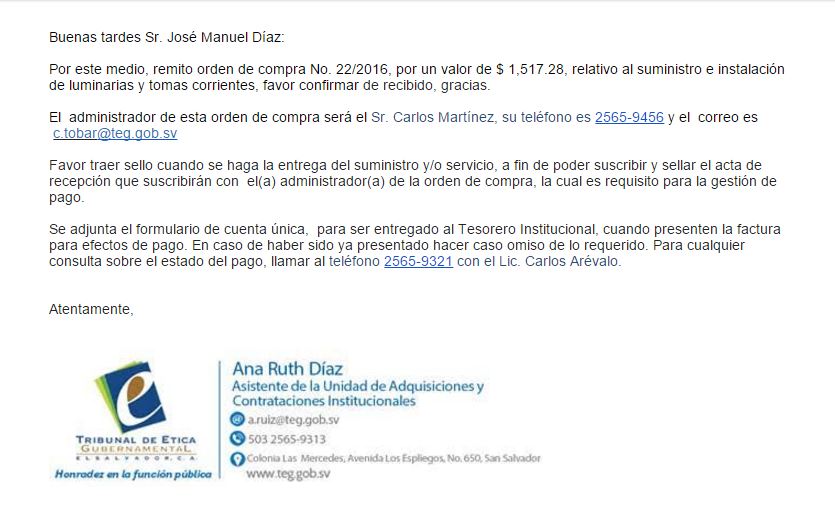 Buenas tardes Sr. José Manuel Díaz:
Por este medio, remito orden de compra No. 22/2016, por un valor de $ 1,517.28, relativo al suministro e instalación
de luminarias y tomas corrientes, favor confirmar de recibido, gracias.
El administrador de esta orden de compra será el Sr. Carlos Martínez, su teléfono es 2565-9456 y el correo es
c.tobar@teg.gob.sv
Favor traer sello cuando se haga la entrega del suministro y/o servicio, a fin de poder suscribir y sellar el acta de
recepción que suscribirán con el(a) administrador(a) de la orden de compra, la cual es requisito para la gestión de
pago.
Se adjunta el formulario de cuenta única, para ser entregado al Tesorero Institucional, cuando presenten la factura
para efectos de pago. En caso de haber sido ya presentado hacer caso omiso de lo requerido. Para cualquier
consulta sobre el estado del pago, llamar al teléfono 2565-9321 con el Lic. Carlos Arévalo.
Atentamente,
e
TRIBUNAL DE ETICA
GUBERNAMENTAL
EL SALVADOR, C.A.
Honradez en la función pública
Ana Ruth Díaz
Asistente de la Unidad de Adquisiciones y
Contrataciones Institucionales
a.ruiz@teg.gob.sv
503 2565-9313
Colonia Las Mercedes, Avenida Los Espliegos, No. 650, San Salvador
www.teg.gob.sv